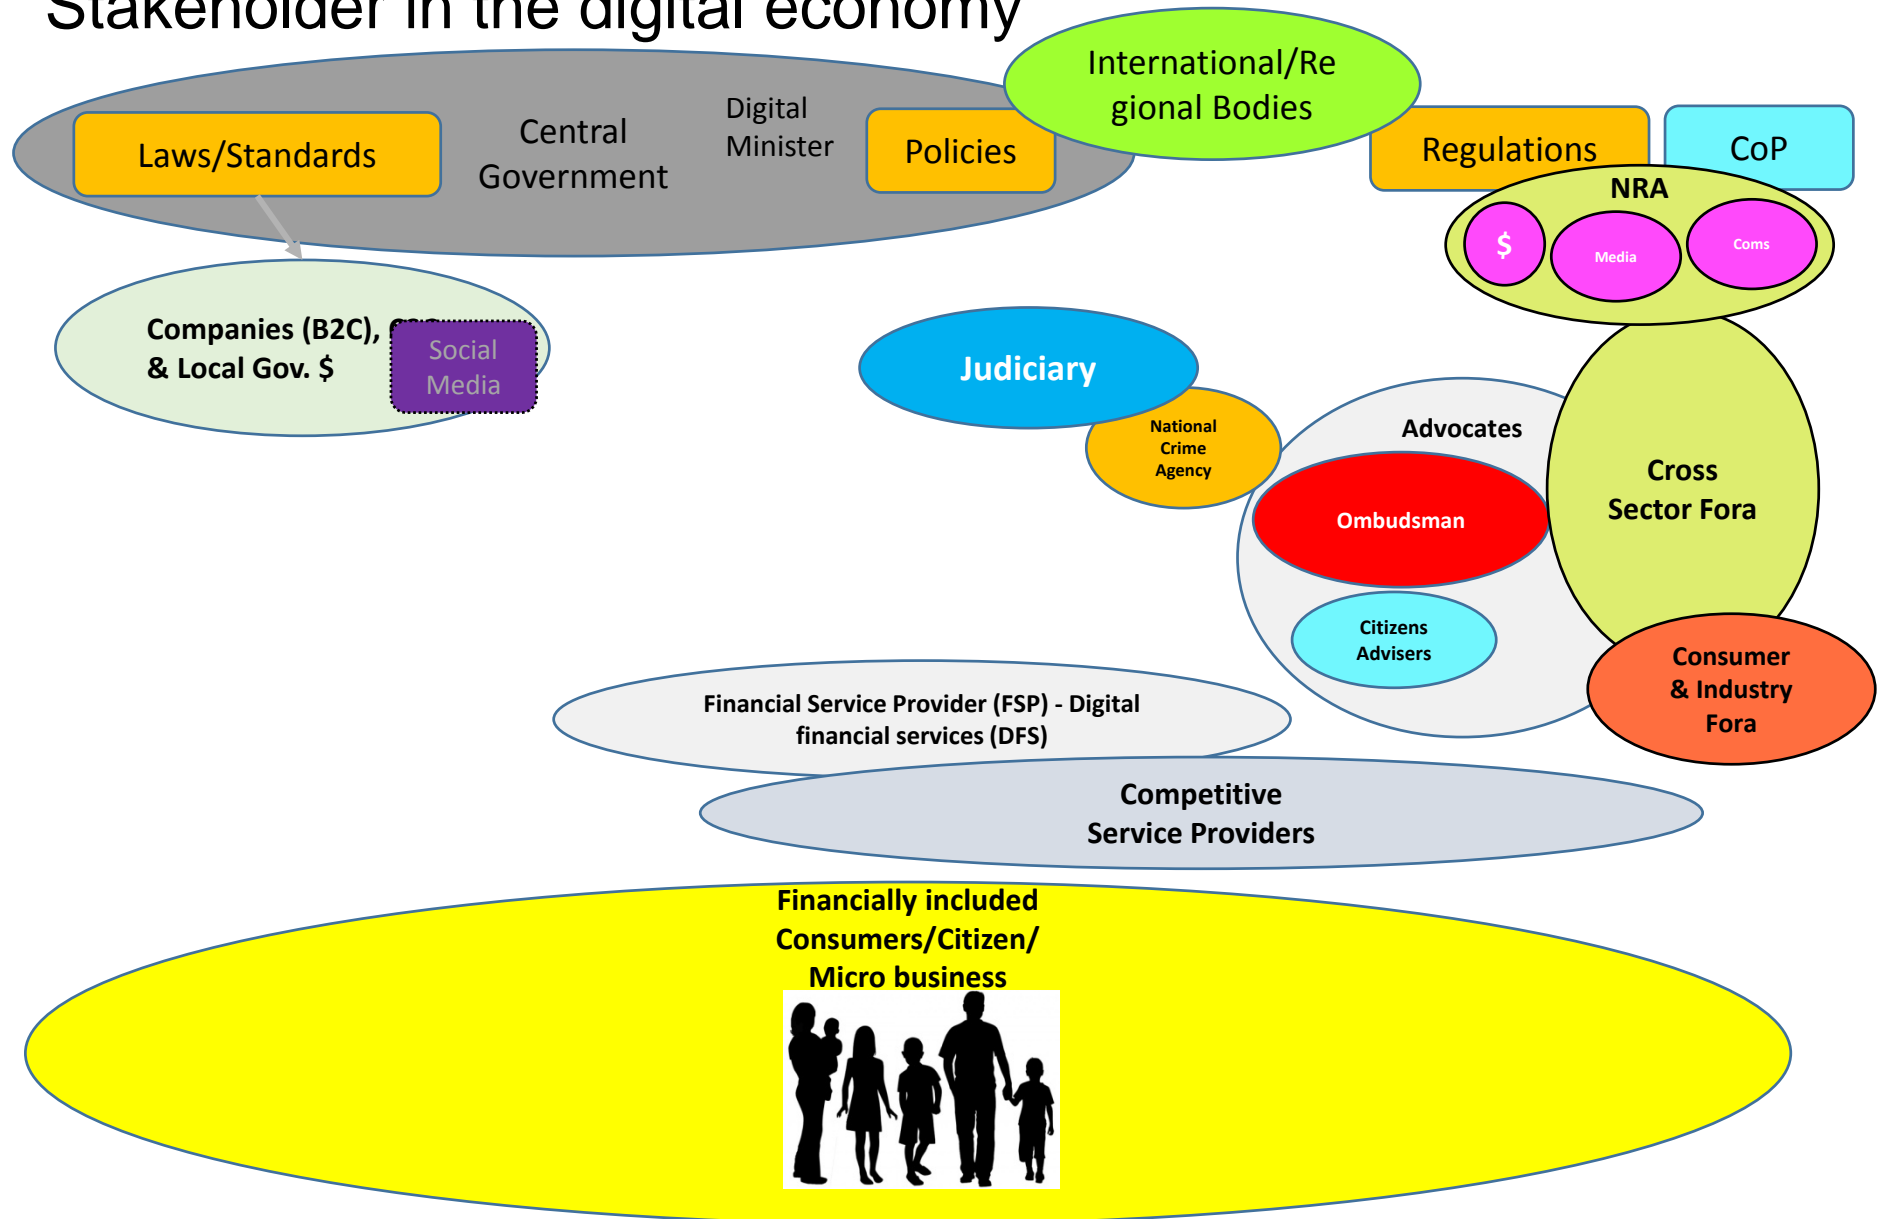 Stakeholder in the digital economy
International/Re
gional Bodies
Digital
Minister
Central
Government
Laws/Standards
Policies
Regulations
CoP
NRA
$
Media
Coms
Companies (B2C),
& Local Gov. $
Social
Media
Judiciary
National
Crime
Agency
Advocates
Ombudsman
Citizens
Advisers
Cross
Sector Fora
Consumer
& Industry
Fora
Financial Service Provider (FSP) - Digital
financial services (DFS)
Competitive
Service Providers
Financially included
Consumers/Citizen/
Micro business